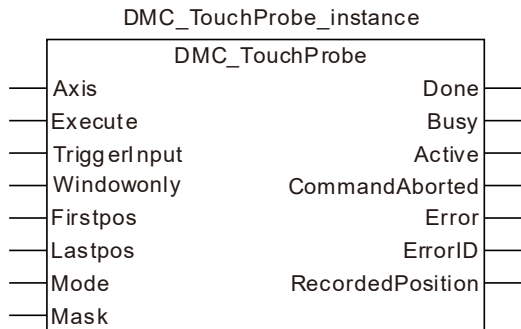 DMC_TouchProbe_instance
DMC_TouchProbe
Axis Done
Execute Busy
TriggerInput Active
Windowonly CommandAborted
Firstpos Error
Lastpos ErrorID
Mode RecordedPosition
Mask